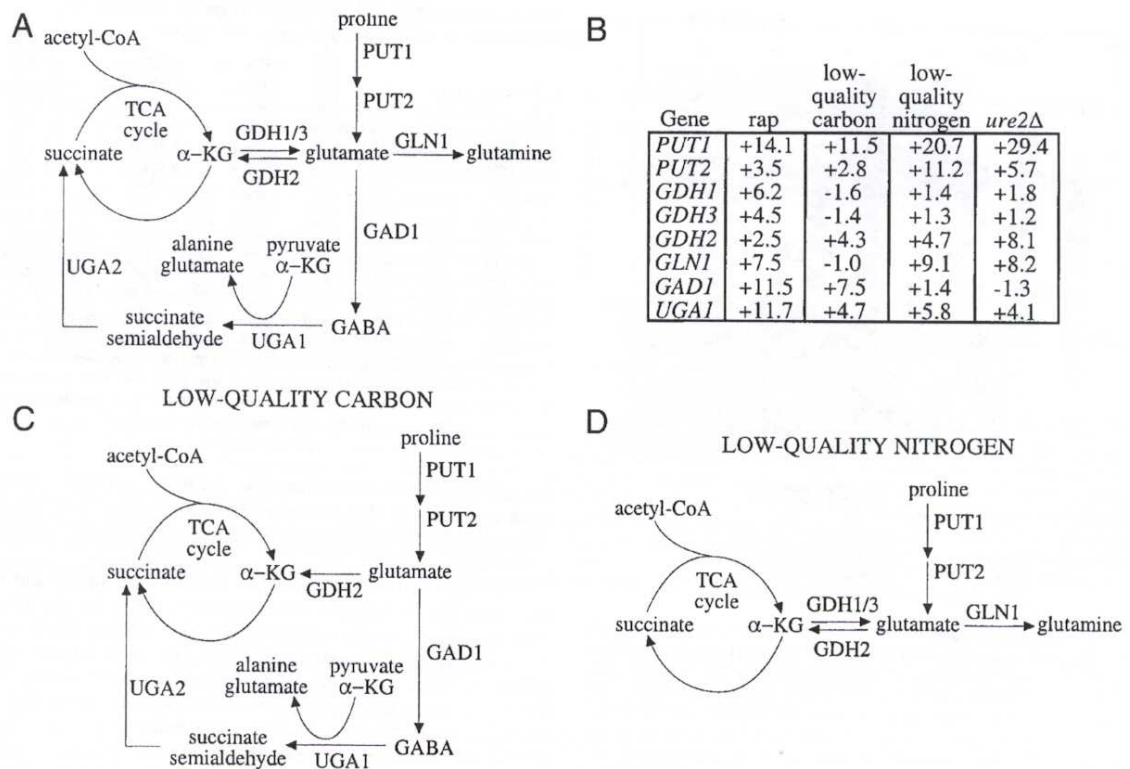 A
proline
acetyl-CoA
PUT1
PUT2
TCA
cycle
succinate
α–KG
GDH1/3
GDH2
glutamate
GLN1
glutamine
GAD1
alanine
glutamate
pyruvate
α–KG
UGA2
succinate
semialdehyde
UGA1
GABA
B
Gene rap low-quality carbon low-quality nitrogen ure2Δ
PUT1 +14.1 +11.5 +20.7 +29.4
PUT2 +3.5 +2.8 +11.2 +5.7
GDH1 +6.2 -1.6 +1.4 +1.8
GDH3 +4.5 -1.4 +1.3 +1.2
GDH2 +2.5 +4.3 +4.7 +8.1
GLN1 +7.5 -1.0 +9.1 +8.2
GAD1 +11.5 +7.5 +1.4 -1.3
UGA1 +11.7 +4.7 +5.8 +4.1
C
LOW-QUALITY CARBON
proline
acetyl-CoA
PUT1
PUT2
TCA
cycle
succinate
α–KG
GDH2
glutamate
GAD1
alanine
glutamate
pyruvate
α–KG
UGA2
succinate
semialdehyde
UGA1
GABA
D
LOW-QUALITY NITROGEN
proline
acetyl-CoA
PUT1
PUT2
TCA
cycle
succinate
α–KG
GDH1/3
GDH2
glutamate
GLN1
glutamine